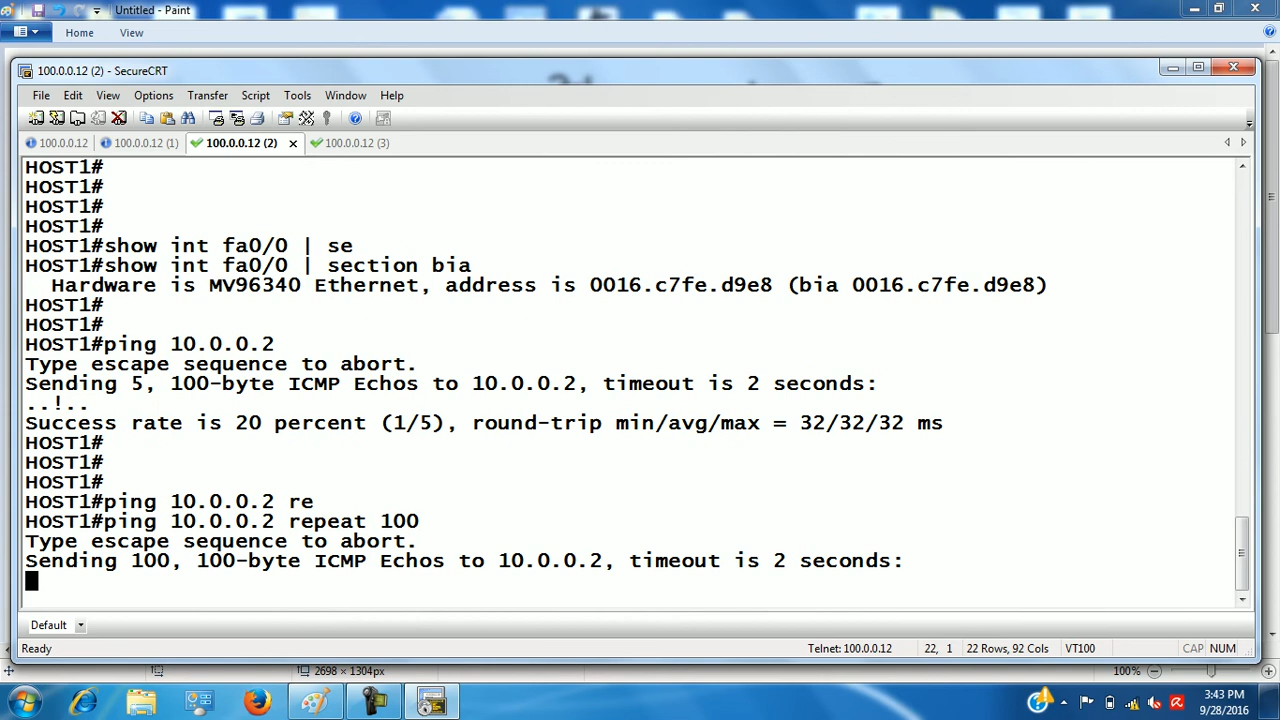 Untitled - Paint
Home View
100.0.0.12 (2) - SecureCRT
File Edit View Options Transfer Script Tools Window Help
100.0.0.12 100.0.0.12 (1) 100.0.0.12 (2) 100.0.0.12 (3)
HOST1#
HOST1#
HOST1#
HOST1#
HOST1#show int fa0/0 | se
HOST1#show int fa0/0 | section bia
  Hardware is MV96340 Ethernet, address is 0016.c7fe.d9e8 (bia 0016.c7fe.d9e8)
HOST1#
HOST1#
HOST1#ping 10.0.0.2
Type escape sequence to abort.
Sending 5, 100-byte ICMP Echos to 10.0.0.2, timeout is 2 seconds:
..!..
Success rate is 20 percent (1/5), round-trip min/avg/max = 32/32/32 ms
HOST1#
HOST1#
HOST1#
HOST1#ping 10.0.0.2 re
HOST1#ping 10.0.0.2 repeat 100
Type escape sequence to abort.
Sending 100, 100-byte ICMP Echos to 10.0.0.2, timeout is 2 seconds:
Default
Ready Telnet: 100.0.0.12 22, 1 22 Rows, 92 Cols VT100 CAP NUM
2698 × 1304px 100%
3:43 PM
9/28/2016